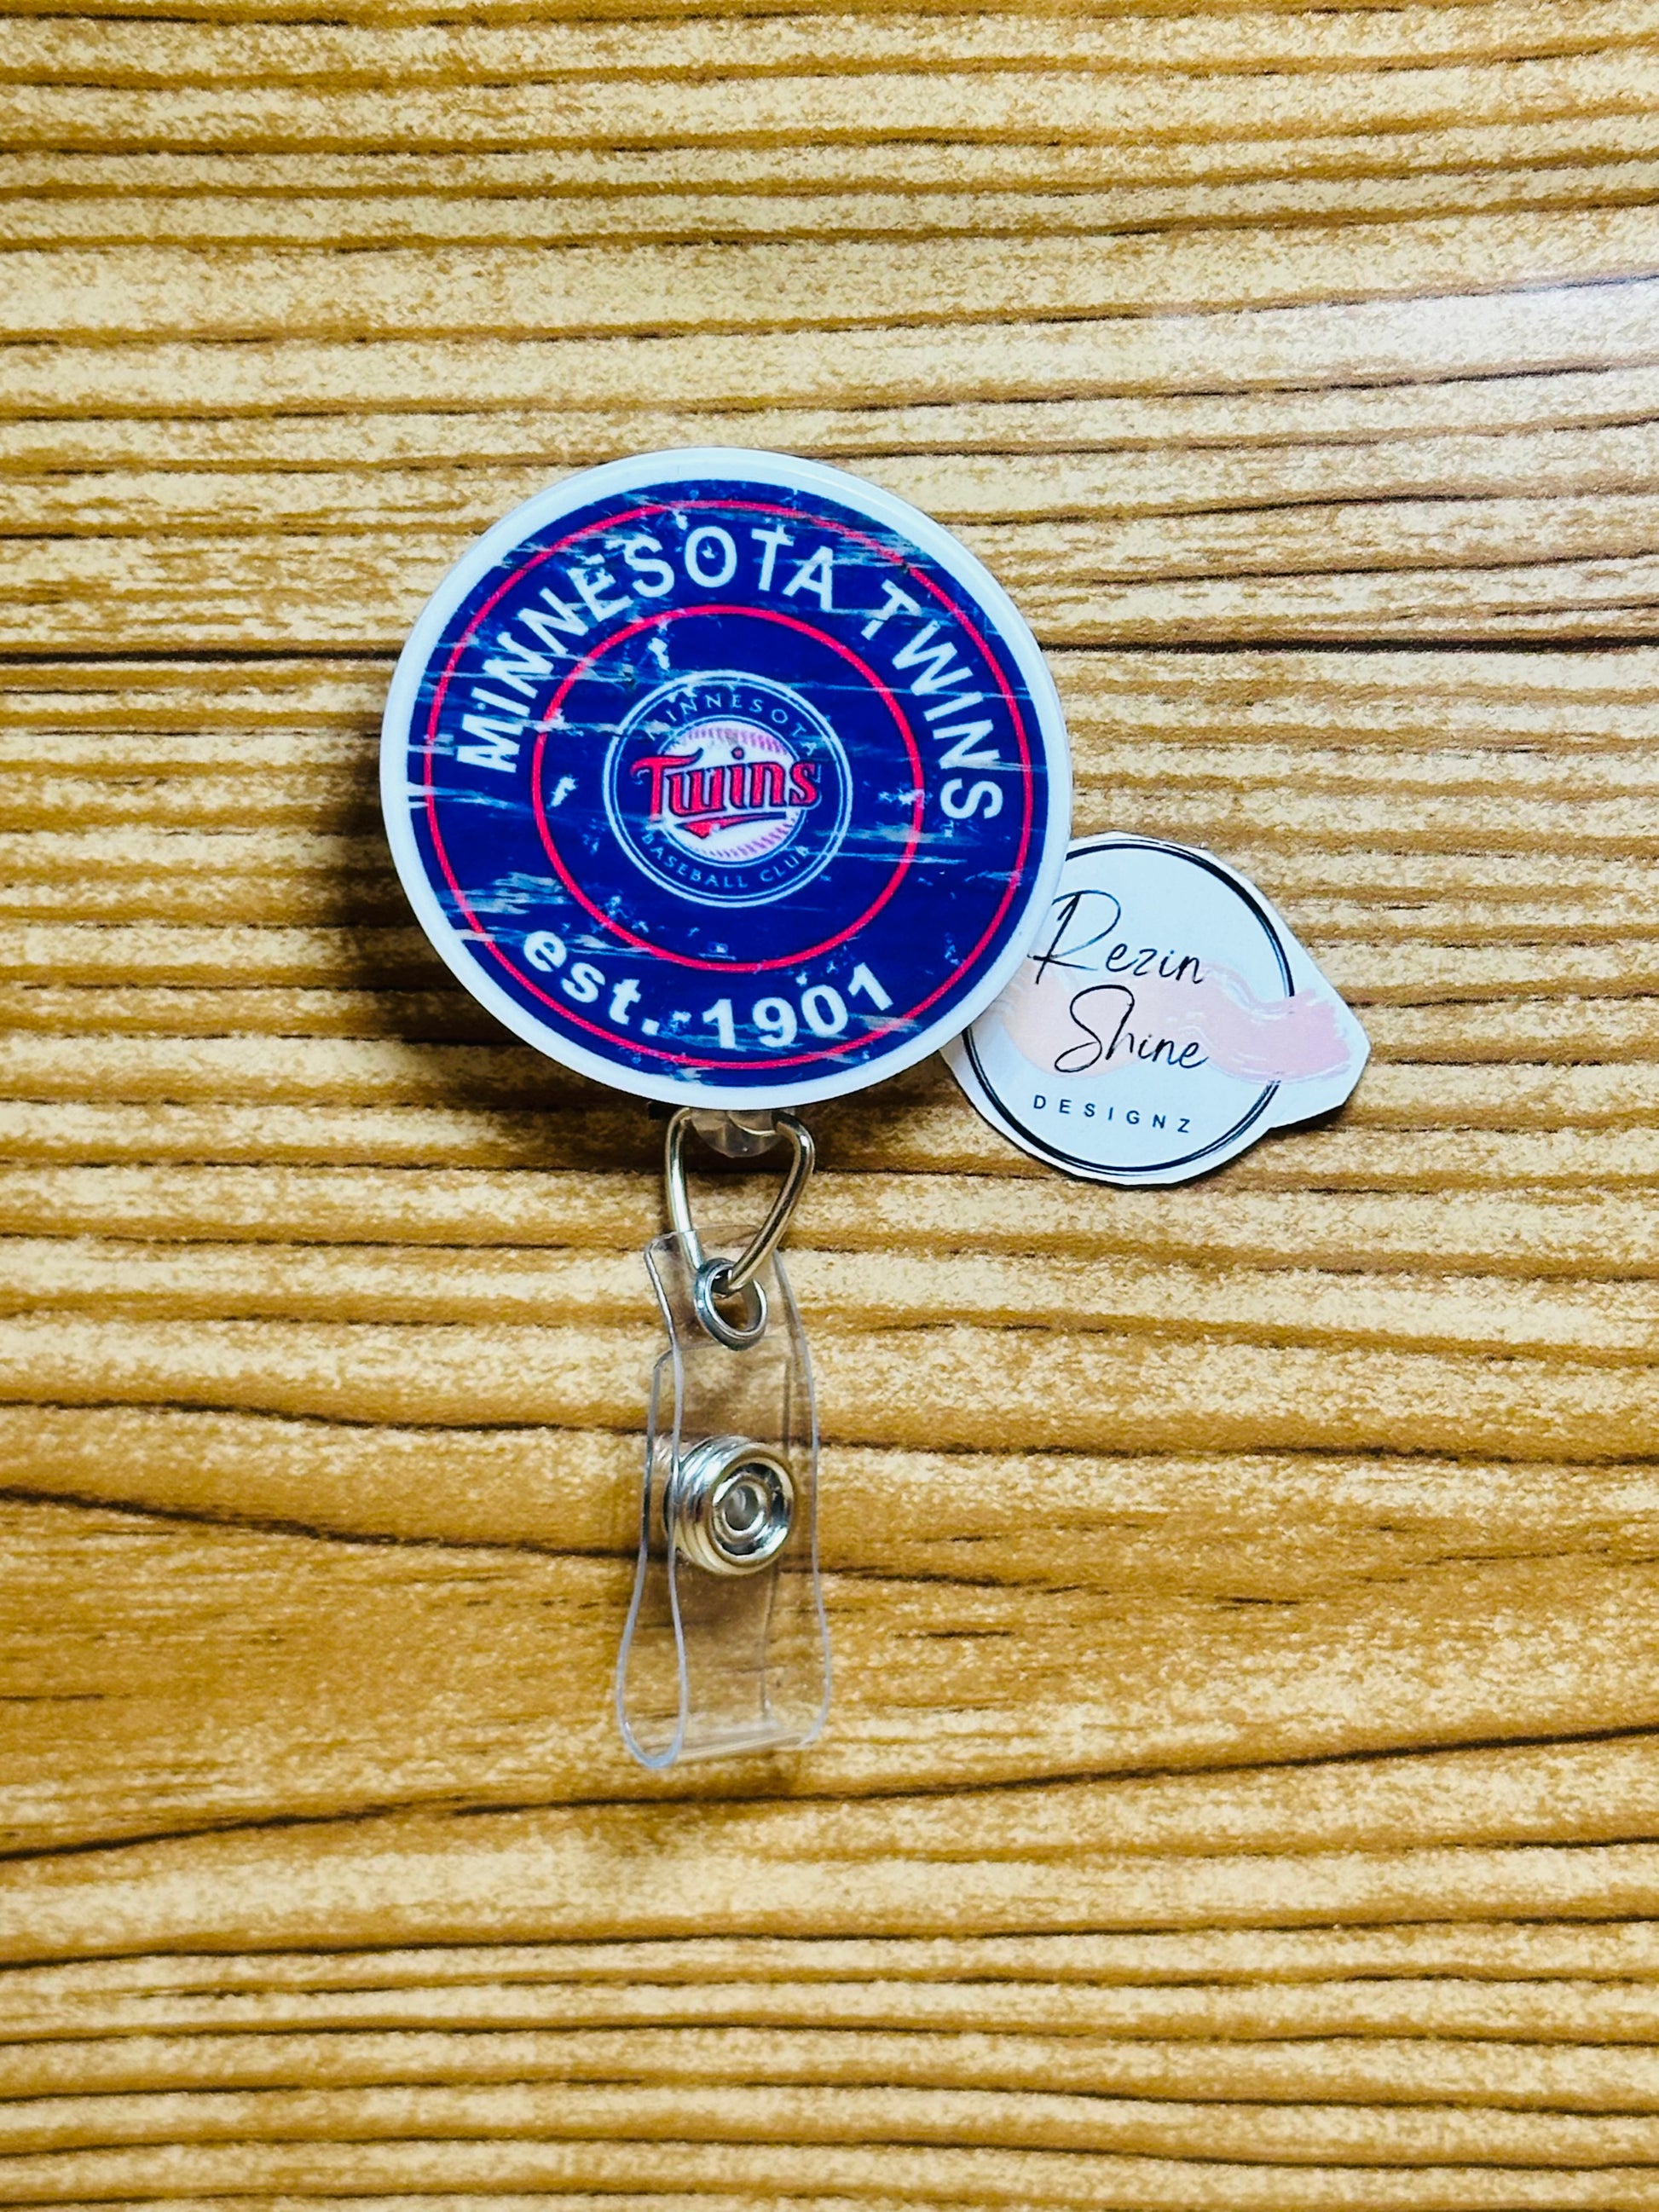 MINNESOTA TWINS
MINNESOTA
Twins
BASEBALL CLUB
est. 1901
Rezin
Shine
DESIGNZ